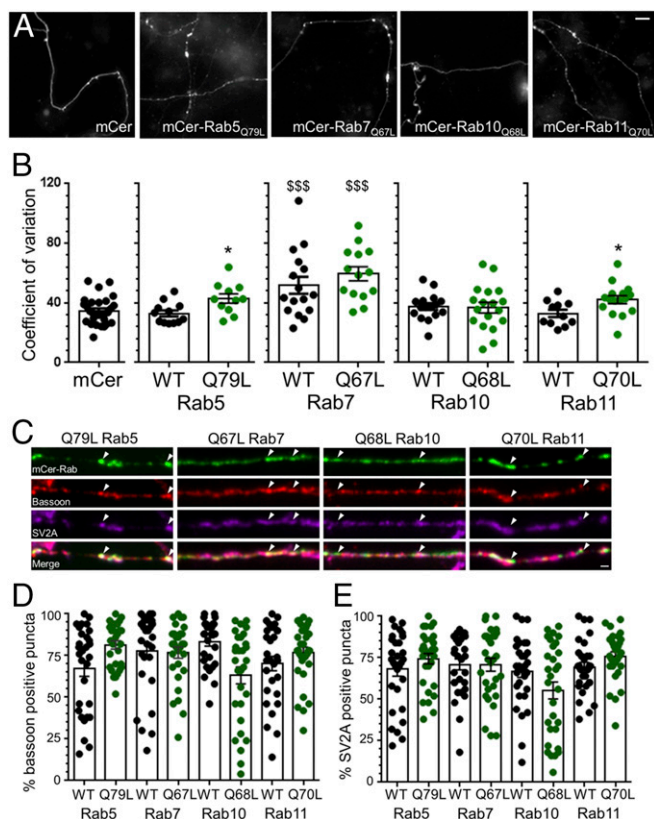 A
mCer
mCer-Rab5Q79L
mCer-Rab7Q67L
mCer-Rab10Q68L
mCer-Rab11Q70L
B
Coefficient of variation
120
80
40
0
*
$$$
$$$
*
mCer
WT
Q79L
WT
Q67L
WT
Q68L
WT
Q70L
Rab5
Rab7
Rab10
Rab11
C
Q79L Rab5
Q67L Rab7
Q68L Rab10
Q70L Rab11
mCer-Rab
Bassoon
SV2A
Merge
D
% bassoon positive puncta
100
75
50
25
0
WT Q79L WT Q67L WT Q68L WT Q70L
Rab5 Rab7 Rab10 Rab11
E
% SV2A positive puncta
100
75
50
25
0
WT Q79L WT Q67L WT Q68L WT Q70L
Rab5 Rab7 Rab10 Rab11